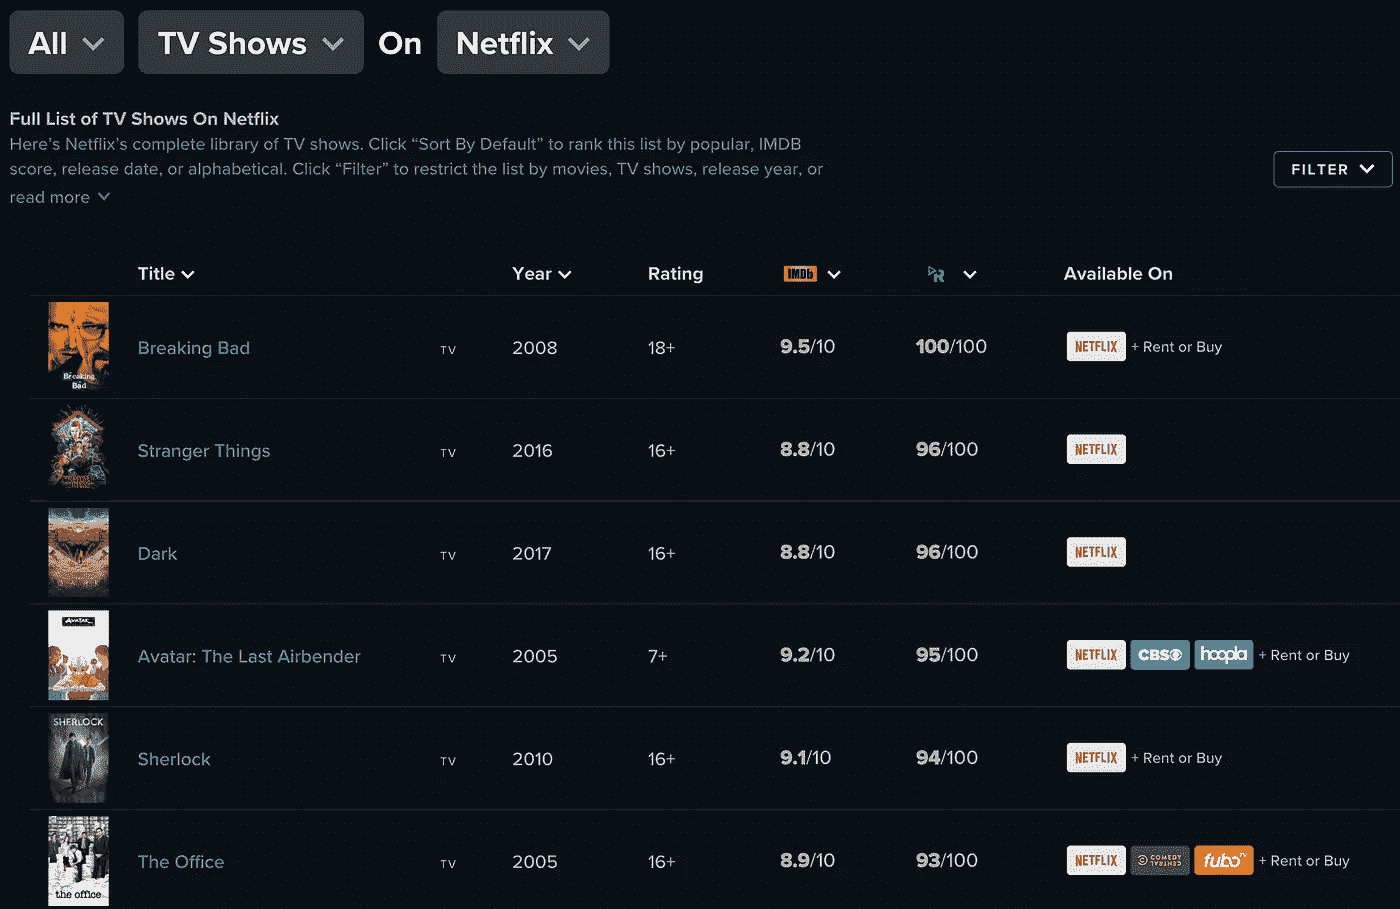 All TV Shows On Netflix
Full List of TV Shows On Netflix
Here's Netflix's complete library of TV shows. Click “Sort By Default” to rank this list by popular, IMDB
score, release date, or alphabetical. Click “Filter” to restrict the list by movies, TV shows, release year, or
read more
FILTER
Title Year Rating IMDb R Available On
Breaking Bad
Breaking Bad TV 2008 18+ 9.5/10 100/100 NETFLIX + Rent or Buy
Stranger Things TV 2016 16+ 8.8/10 96/100 NETFLIX
Dark TV 2017 16+ 8.8/10 96/100 NETFLIX
AVATAR
Avatar: The Last Airbender TV 2005 7+ 9.2/10 95/100 NETFLIX CBS hoopla + Rent or Buy
SHERLOCK
Sherlock TV 2010 16+ 9.1/10 94/100 NETFLIX + Rent or Buy
The Office TV 2005 16+ 8.9/10 93/100 NETFLIX COMEDY CENTRAL fubo TV + Rent or Buy
the office